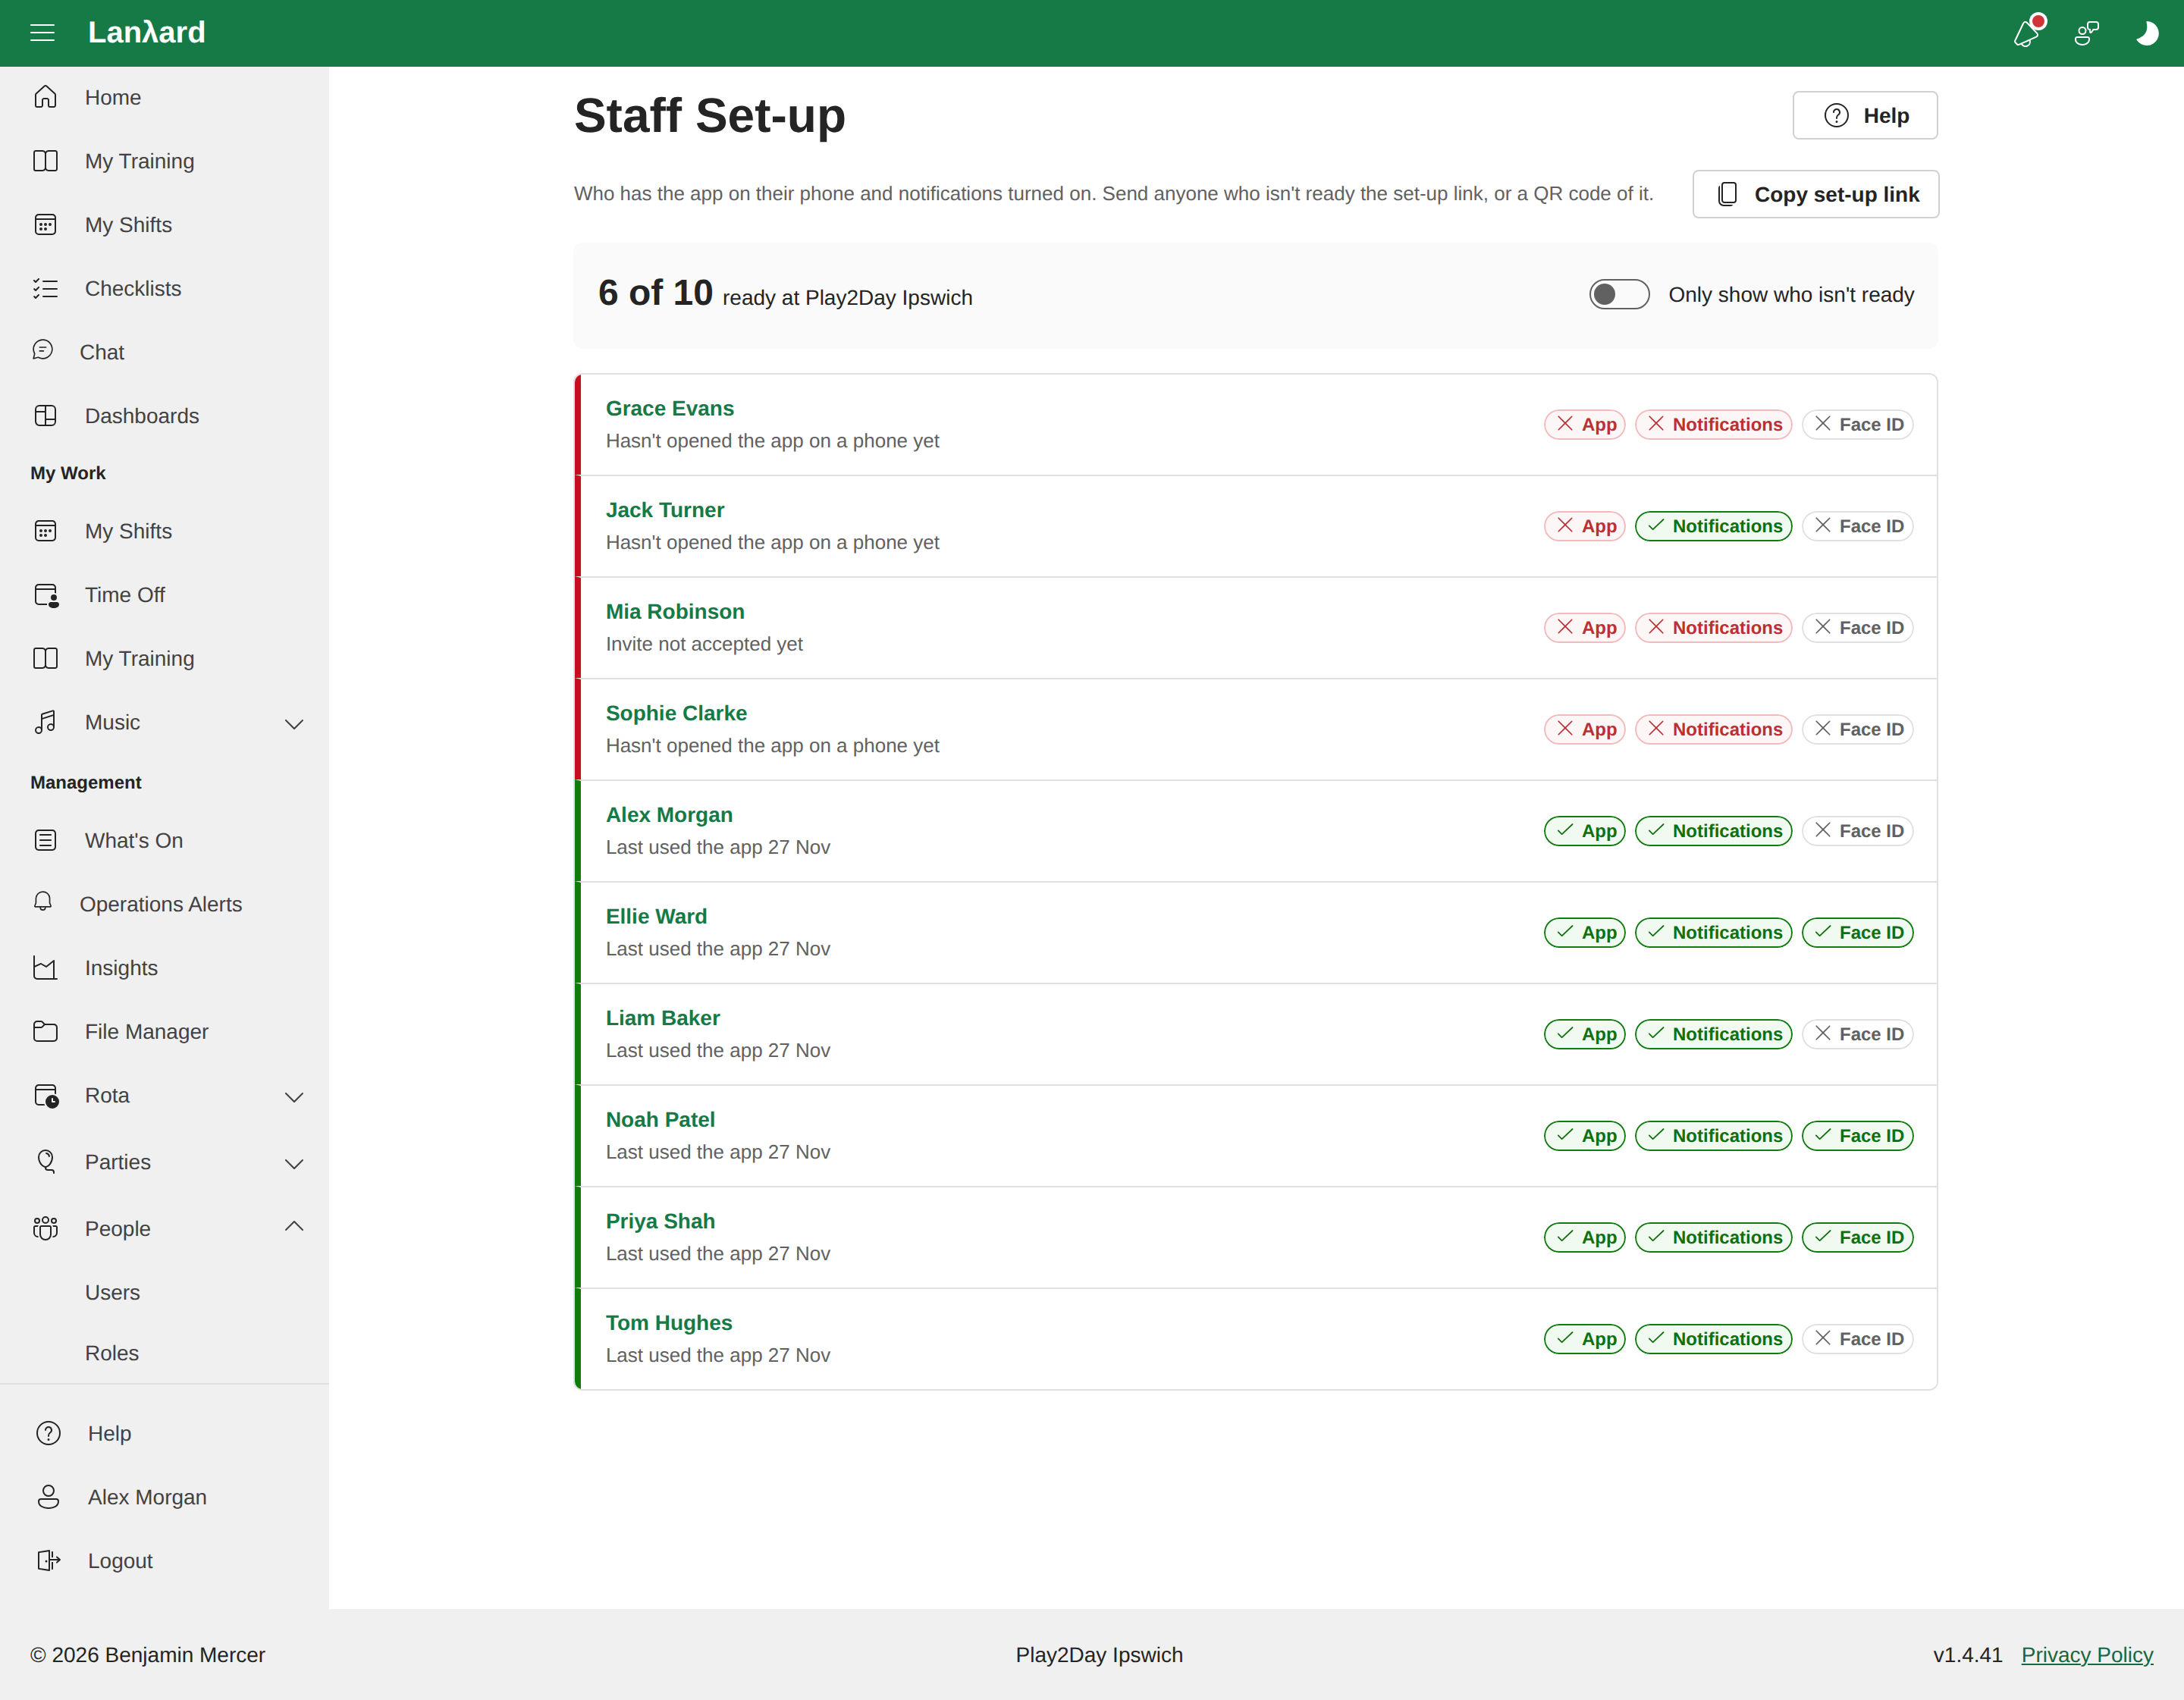 Lanλard
Home
My Training
My Shifts
Checklists
Chat
Dashboards
My Work
My Shifts
Time Off
My Training
Music
Management
What's On
Operations Alerts
Insights
File Manager
Rota
Parties
People
Users
Roles
Help
Alex Morgan
Logout
Staff Set-up
Help
Who has the app on their phone and notifications turned on. Send anyone who isn't ready the set-up link, or a QR code of it.
Copy set-up link
6 of 10 ready at Play2Day Ipswich
Only show who isn't ready
Grace Evans
Hasn't opened the app on a phone yet
App Notifications Face ID
Jack Turner
Hasn't opened the app on a phone yet
App Notifications Face ID
Mia Robinson
Invite not accepted yet
App Notifications Face ID
Sophie Clarke
Hasn't opened the app on a phone yet
App Notifications Face ID
Alex Morgan
Last used the app 27 Nov
App Notifications Face ID
Ellie Ward
Last used the app 27 Nov
App Notifications Face ID
Liam Baker
Last used the app 27 Nov
App Notifications Face ID
Noah Patel
Last used the app 27 Nov
App Notifications Face ID
Priya Shah
Last used the app 27 Nov
App Notifications Face ID
Tom Hughes
Last used the app 27 Nov
App Notifications Face ID
© 2026 Benjamin Mercer
Play2Day Ipswich
v1.4.41 Privacy Policy